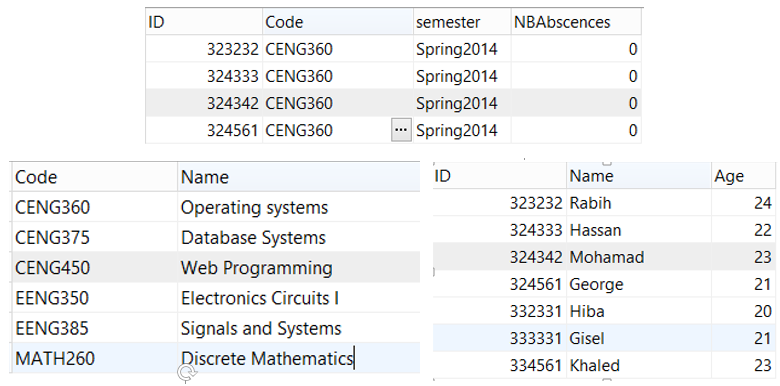 ID Code semester NBAbscences
323232 CENG360 Spring2014 0
324333 CENG360 Spring2014 0
324342 CENG360 Spring2014 0
324561 CENG360 ... Spring2014 0
Code Name
CENG360 Operating systems
CENG375 Database Systems
CENG450 Web Programming
EENG350 Electronics Circuits I
EENG385 Signals and Systems
MATH260 Discrete Mathematics
ID Name Age
323232 Rabih 24
324333 Hassan 22
324342 Mohamad 23
324561 George 21
332331 Hiba 20
333331 Gisel 21
334561 Khaled 23